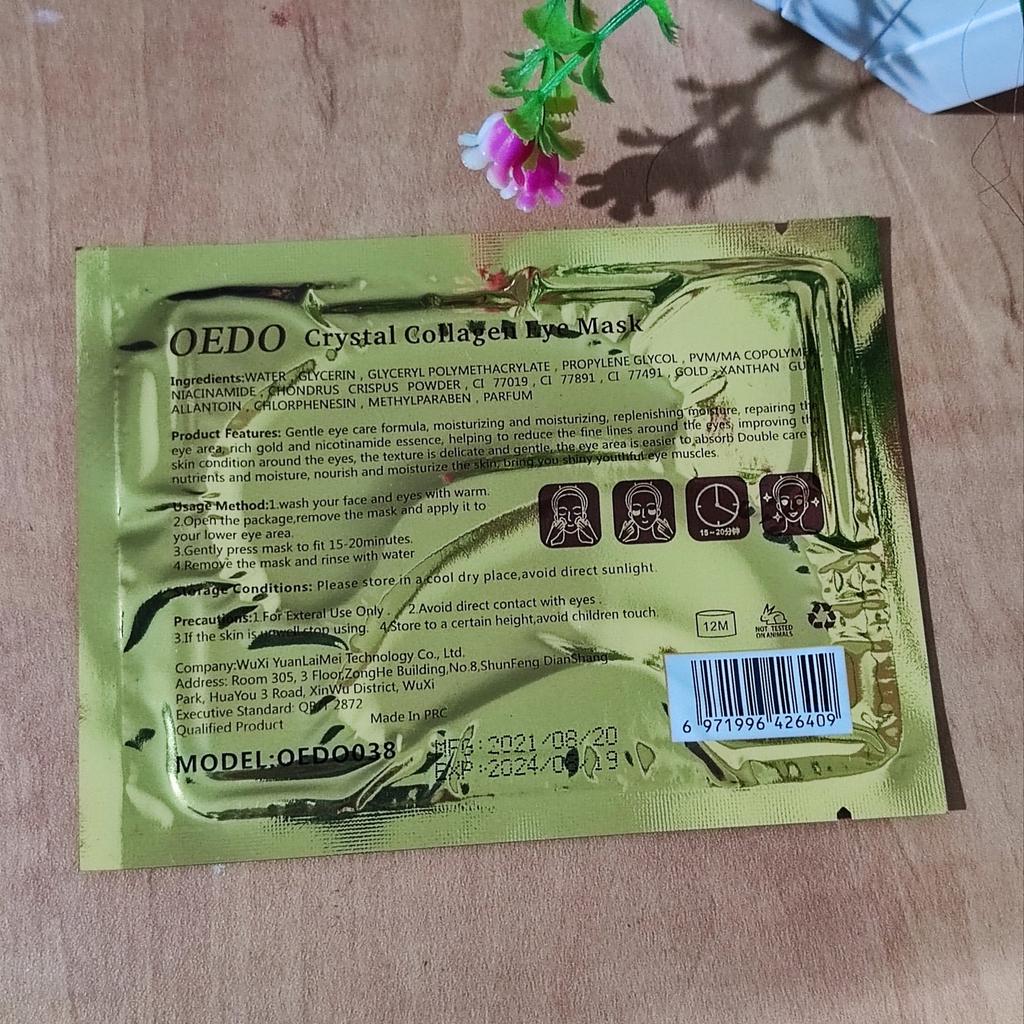 OEDO Crystal Collagen Eye Mask
Ingredients:WATER , GLYCERIN , GLYCERYL POLYMETHACRYLATE , PROPYLENE GLYCOL , PVM/MA COPOLYMER
NIACINAMIDE , CHONDRUS CRISPUS POWDER , CI 77019 , CI 77891 , CI 77491 , GOLD , XANTHAN GUM
ALLANTOIN , CHLORPHENESIN , METHYLPARABEN , PARFUM
Product Features: Gentle eye care formula, moisturizing and moisturizing, replenishing moisture, repairing the
eye area, rich gold and nicotinamide essence, helping to reduce the fine lines around the eyes, improving the
skin condition around the eyes, the texture is delicate and gentle, the eye area is easier to absorb Double care
nutrients and moisture, nourish and moisturize the skin, bring you shiny youthful eye muscles.
Usage Method:1.wash your face and eyes with warm.
2.Open the package,remove the mask and apply it to
your lower eye area.
3.Gently press mask to fit 15-20minutes.
4.Remove the mask and rinse with water
15-20分钟
Storage Conditions: Please store in a cool dry place,avoid direct sunlight.
Precautions:1.For Exteral Use Only . 2.Avoid direct contact with eyes .
3.If the skin is unwell stop using. 4Store to a certain height,avoid children touch.
12M
NOT TESTED
ON ANIMALS
Company:WuXi YuanLaiMei Technology Co., Ltd.
Address: Room 305, 3 Floor,ZongHe Building,No.8,ShunFeng DianShang
Park, HuaYou 3 Road, XinWu District, WuXi
Executive Standard: QB/T 2872
Qualified Product Made In PRC
6 971996 426409
MODEL:OEDO038
MFG:2021/08/20
EXP:2024/08/19